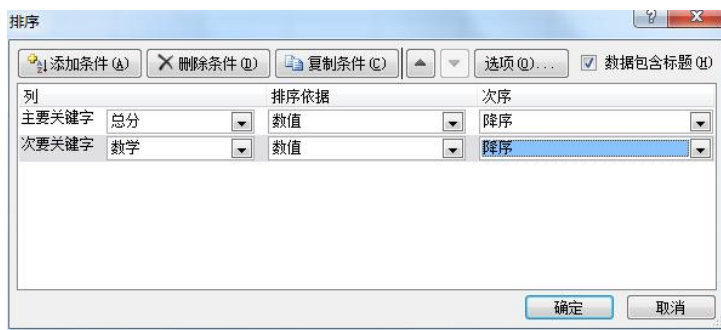 排序
添加条件(A) 删除条件(D) 复制条件(C) 选项(O)... 数据包含标题(H)
列 排序依据 次序
主要关键字 总分 数值 降序
次要关键字 数学 数值 降序
确定 取消